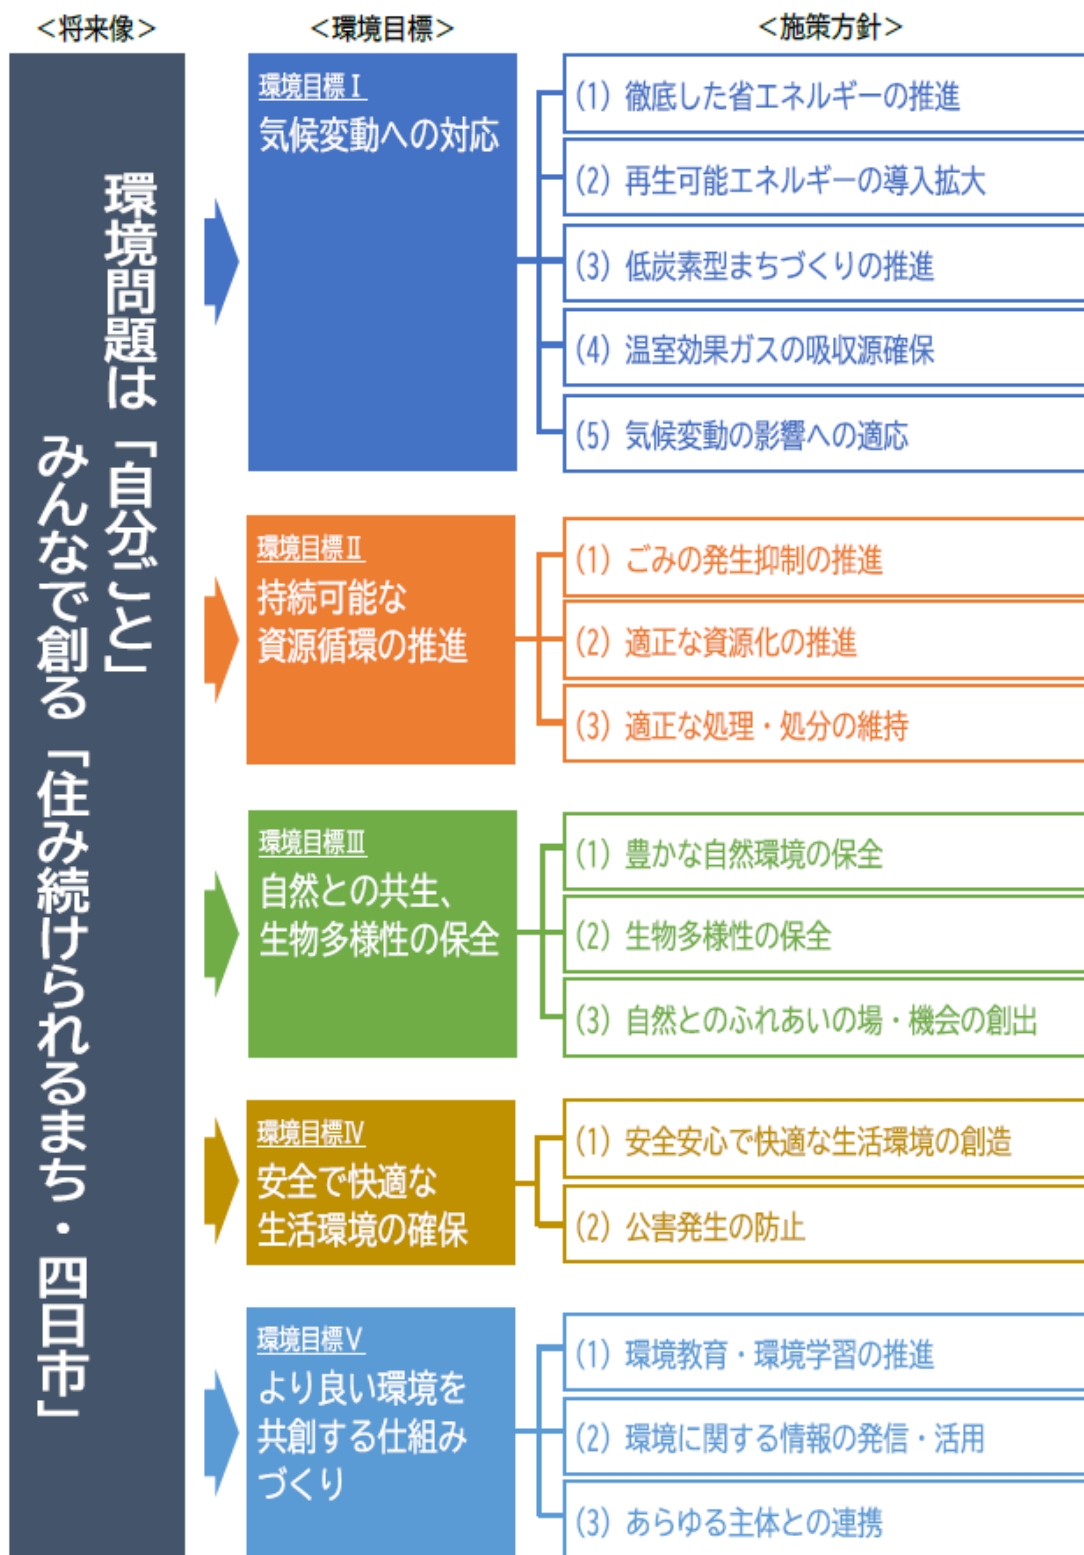 ＜将来像＞
＜環境目標＞
＜施策方針＞
環境問題は「自分ごと」
みんなで創る「住み続けられるまち・四日市」
環境目標Ⅰ
気候変動への対応
(1) 徹底した省エネルギーの推進
(2) 再生可能エネルギーの導入拡大
(3) 低炭素型まちづくりの推進
(4) 温室効果ガスの吸収源確保
(5) 気候変動の影響への適応
環境目標Ⅱ
持続可能な
資源循環の推進
(1) ごみの発生抑制の推進
(2) 適正な資源化の推進
(3) 適正な処理・処分の維持
環境目標Ⅲ
自然との共生、
生物多様性の保全
(1) 豊かな自然環境の保全
(2) 生物多様性の保全
(3) 自然とのふれあいの場・機会の創出
環境目標Ⅳ
安全で快適な
生活環境の確保
(1) 安全安心で快適な生活環境の創造
(2) 公害発生の防止
環境目標Ⅴ
より良い環境を
共創する仕組み
づくり
(1) 環境教育・環境学習の推進
(2) 環境に関する情報の発信・活用
(3) あらゆる主体との連携